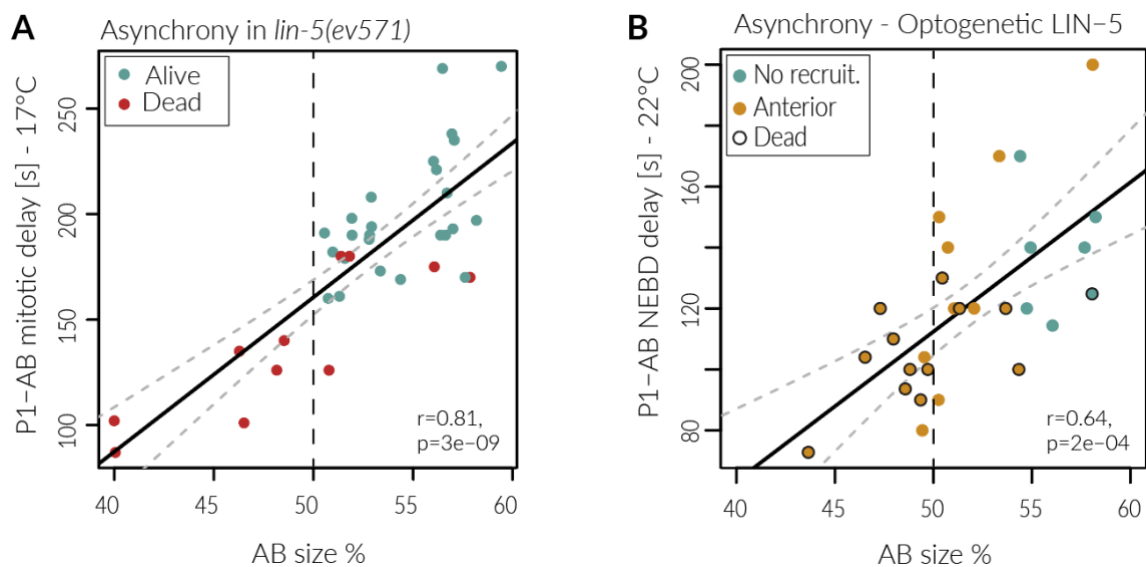 A
Asynchrony in lin-5(ev571)
Alive
Dead
P1−AB mitotic delay [s] - 17°C
250
200
150
100
r=0.81,
p=3e−09
40 45 50 55 60
AB size %
B
Asynchrony - Optogenetic LIN−5
No recruit.
Anterior
Dead
P1−AB NEBD delay [s] - 22°C
200
160
120
80
r=0.64,
p=2e−04
40 45 50 55 60
AB size %